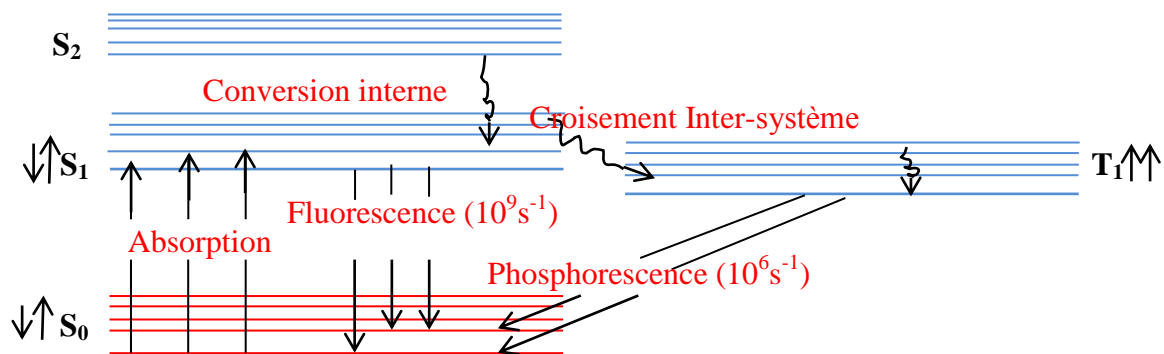 S₂
Conversion interne
Croisement Inter-système
↓↑ S₁
T₁ ↑↑
Fluorescence (10⁹s⁻¹)
Absorption
Phosphorescence (10⁶s⁻¹)
↓↑ S₀